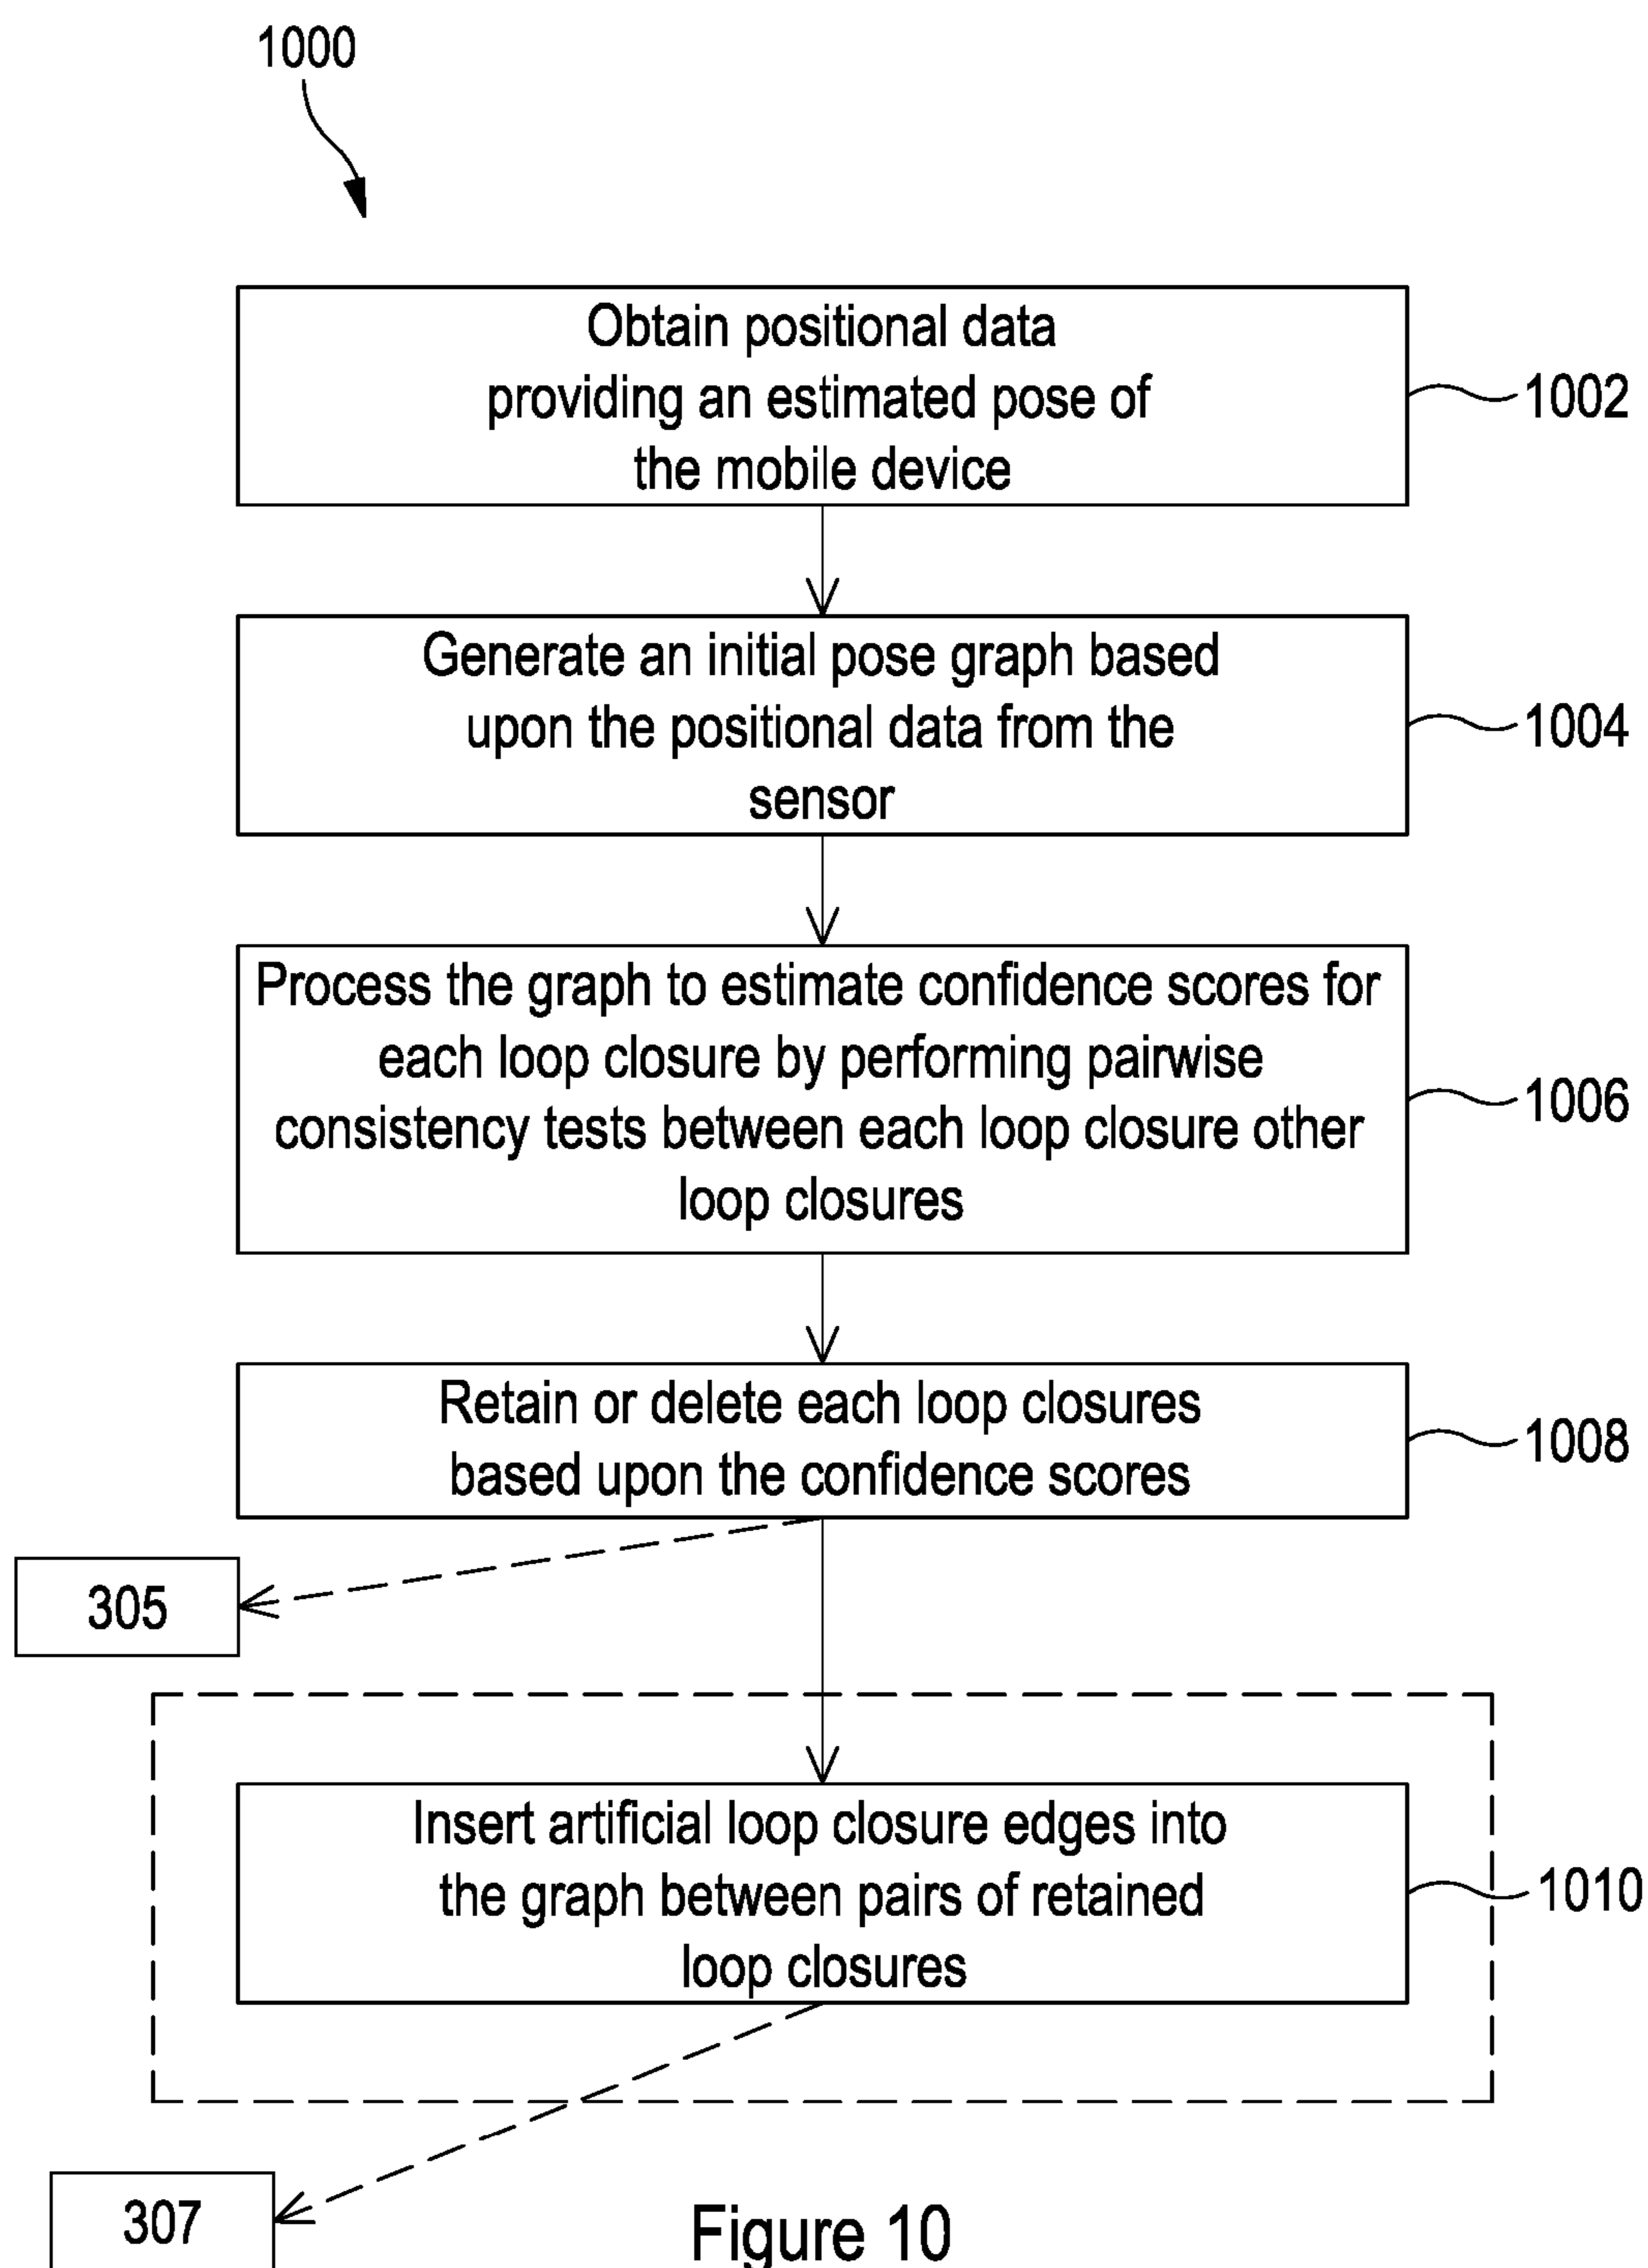 1000
Obtain positional data
providing an estimated pose of
the mobile device
1002
Generate an initial pose graph based
upon the positional data from the
sensor
1004
Process the graph to estimate confidence scores for
each loop closure by performing pairwise
consistency tests between each loop closure other
loop closures
1006
Retain or delete each loop closures
based upon the confidence scores
1008
305
Insert artificial loop closure edges into
the graph between pairs of retained
loop closures
1010
307
Figure 10